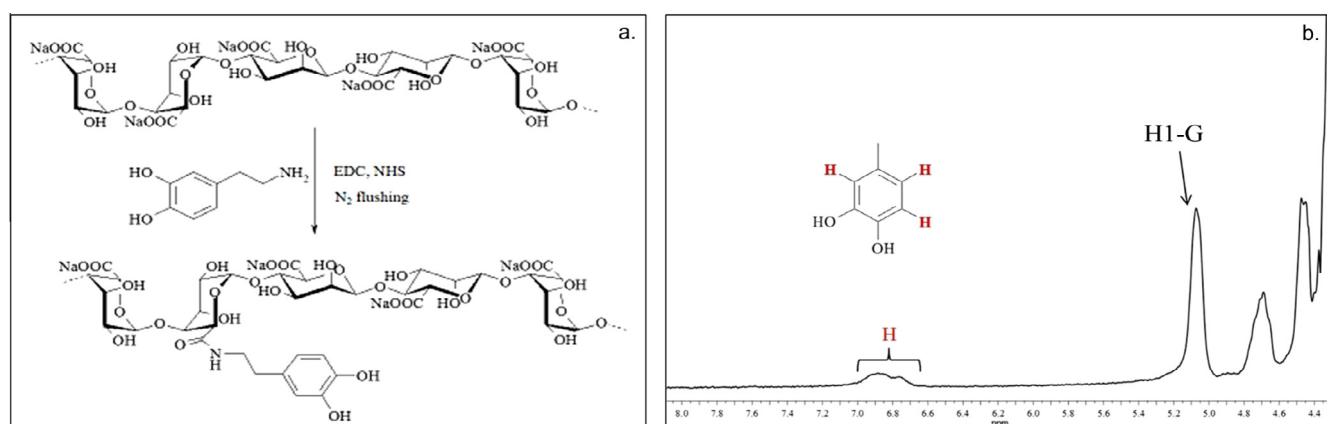 a.
OH NaOOC HO
NaOOC O O HO O NaOOC
OH O HO O O OH
O HO NaOOC HO O
O O OH O O
OH NaOOC OH
HO NH2
HO
EDC, NHS
N2 flushing
OH NaOOC HO
NaOOC O O HO O NaOOC
OH O HO O O OH
O HO NaOOC HO O
O O OH O O
OH O N OH
H
OH
OH
b.
H1-G
H H
HO H
OH
H
8.0 7.8 7.6 7.4 7.2 7.0 6.8 6.6 6.4 6.2 6.0 5.8 5.6 5.4 5.2 5.0 4.8 4.6 4.4
ppm